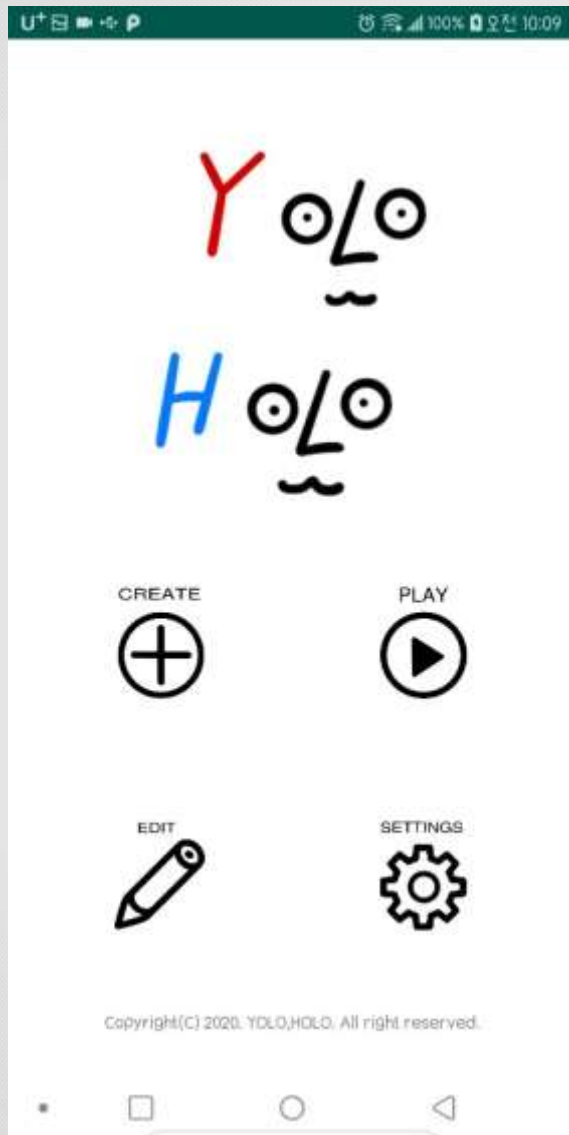 U+ 100% 오전 10:09
YOLO
HOLO
CREATE PLAY
EDIT SETTINGS
Copyright(C) 2020. YOLO,HOLO. All right reserved.